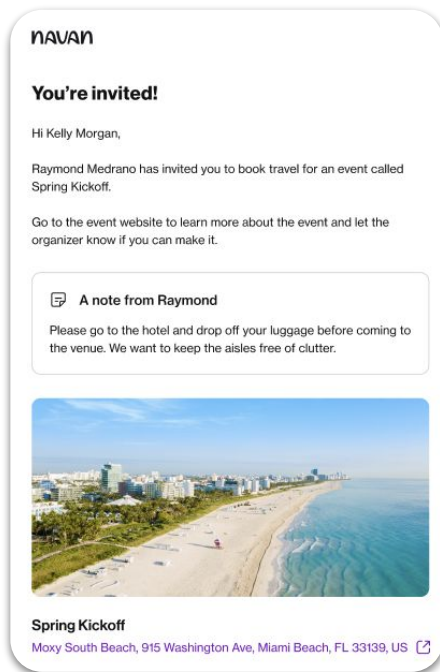 NAVAN
You're invited!
Hi Kelly Morgan,
Raymond Medrano has invited you to book travel for an event called
Spring Kickoff.
Go to the event website to learn more about the event and let the
organizer know if you can make it.
A note from Raymond
Please go to the hotel and drop off your luggage before coming to
the venue. We want to keep the aisles free of clutter.
Spring Kickoff
Moxy South Beach, 915 Washington Ave, Miami Beach, FL 33139, US